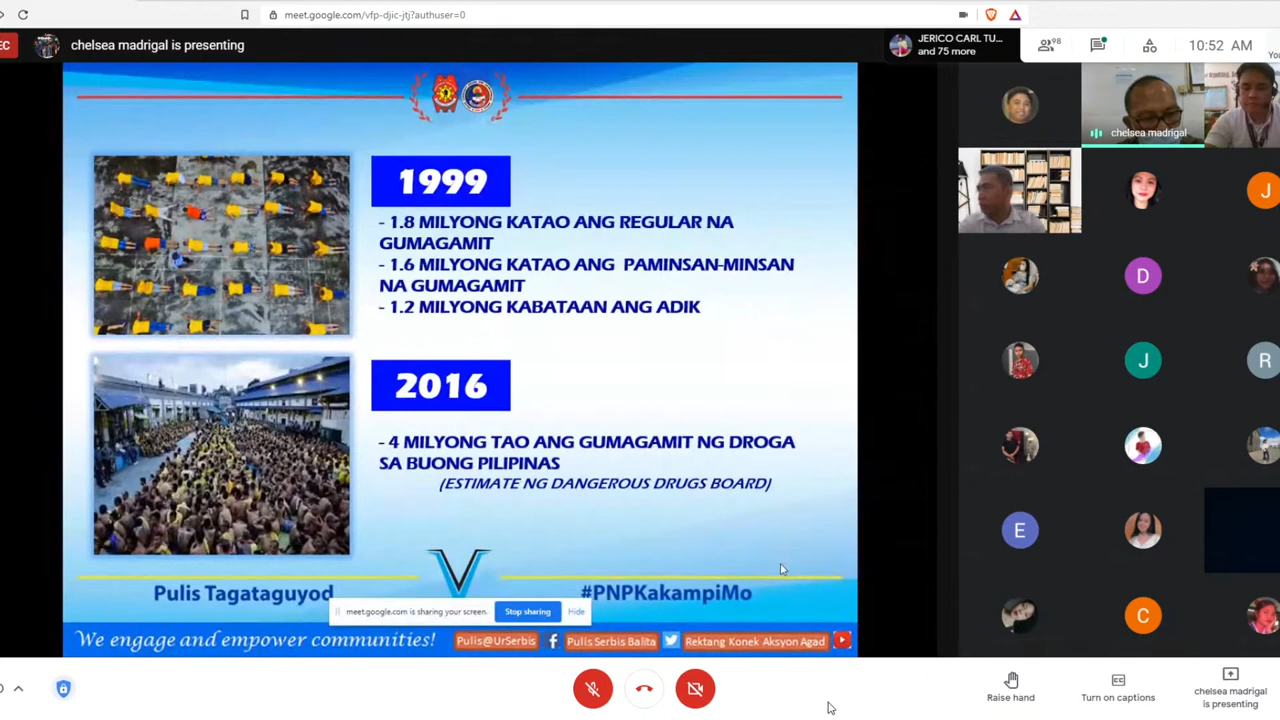 meet.google.com/vfp-djic-jtj?authuser=0
EC
chelsea madrigal is presenting
JERICO CARL TU...
and 75 more
98
10:52 AM
You
1999
- 1.8 MILYONG KATAO ANG REGULAR NA
GUMAGAMIT
- 1.6 MILYONG KATAO ANG PAMINSAN-MINSAN
NA GUMAGAMIT
- 1.2 MILYONG KABATAAN ANG ADIK
2016
- 4 MILYONG TAO ANG GUMAGAMIT NG DROGA
SA BUONG PILIPINAS
(ESTIMATE NG DANGEROUS DRUGS BOARD)
V
Pulis Tagataguyod
#PNPKakampiMo
meet.google.com is sharing your screen.
Stop sharing
Hide
We engage and empower communities!
Pulis@UrSerbis
Pulis Serbis Balita
Rektang Konek Aksyon Agad
chelsea madrigal
J
D
J
R
E
C
Raise hand
Turn on captions
chelsea madrigal
is presenting